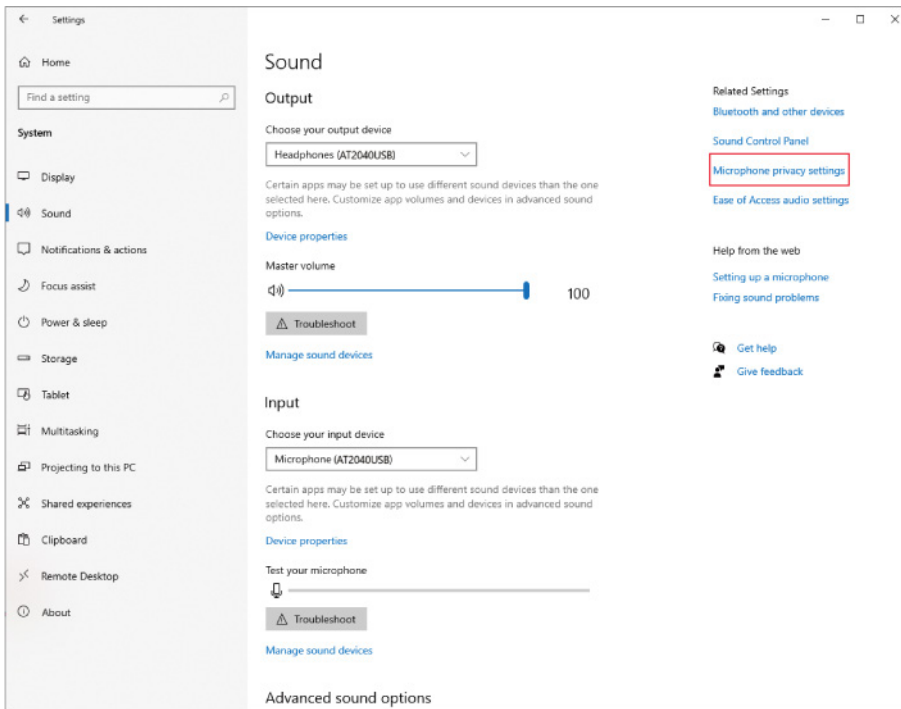 Settings
Home
Find a setting
System
Display
Sound
Notifications & actions
Focus assist
Power & sleep
Storage
Tablet
Multitasking
Projecting to this PC
Shared experiences
Clipboard
Remote Desktop
About
Sound
Output
Choose your output device
Headphones (AT2040USB)
Certain apps may be set up to use different sound devices than the one
selected here. Customize app volumes and devices in advanced sound
options.
Device properties
Master volume
100
Troubleshoot
Manage sound devices
Input
Choose your input device
Microphone (AT2040USB)
Certain apps may be set up to use different sound devices than the one
selected here. Customize app volumes and devices in advanced sound
options.
Device properties
Test your microphone
Troubleshoot
Manage sound devices
Advanced sound options
Related Settings
Bluetooth and other devices
Sound Control Panel
Microphone privacy settings
Ease of Access audio settings
Help from the web
Setting up a microphone
Fixing sound problems
Get help
Give feedback